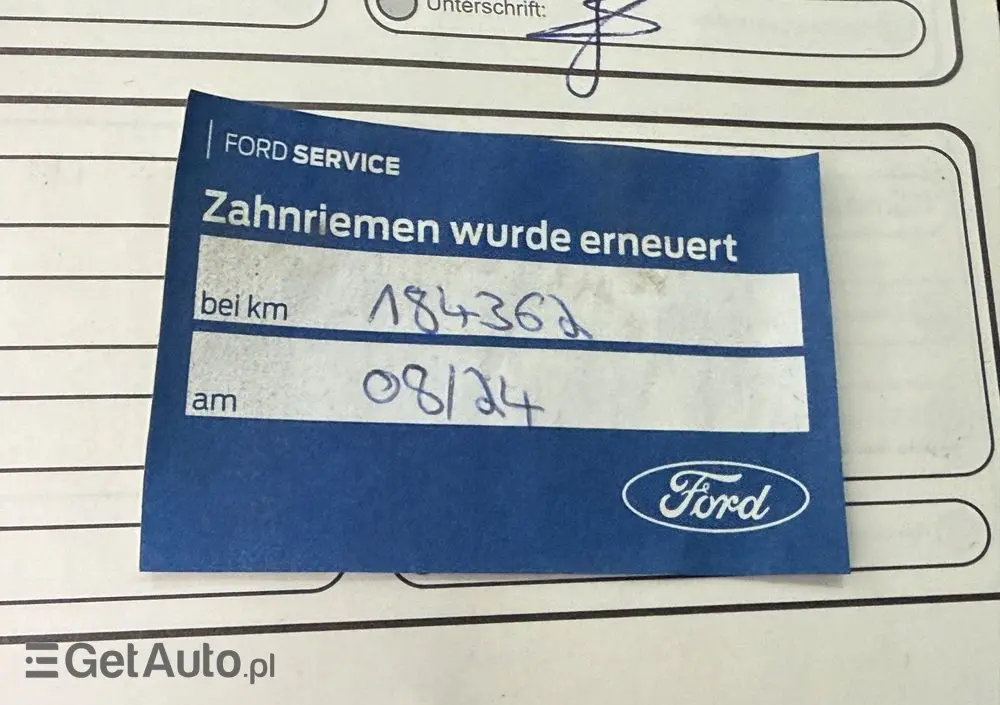 Unterschrift:
FORD SERVICE
Zahnriemen wurde erneuert
bei km 184362
am 08/24
Ford
GetAuto.pl